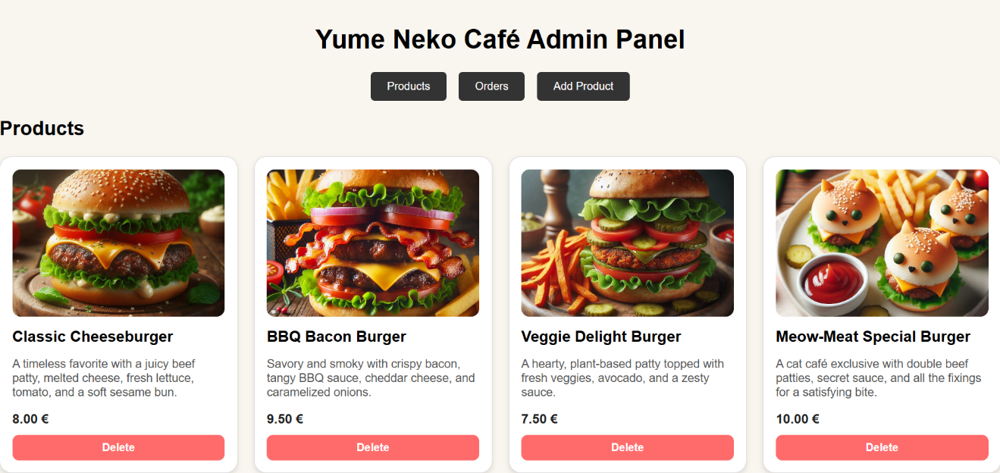 Yume Neko Café Admin Panel
Products
Orders
Add Product
Products
Classic Cheeseburger
A timeless favorite with a juicy beef
patty, melted cheese, fresh lettuce,
tomato, and a soft sesame bun.
8.00 €
Delete
BBQ Bacon Burger
Savory and smoky with crispy bacon,
tangy BBQ sauce, cheddar cheese, and
caramelized onions.
9.50 €
Delete
Veggie Delight Burger
A hearty, plant-based patty topped with
fresh veggies, avocado, and a zesty
sauce.
7.50 €
Delete
Meow-Meat Special Burger
A cat café exclusive with double beef
patties, secret sauce, and all the fixings
for a satisfying bite.
10.00 €
Delete